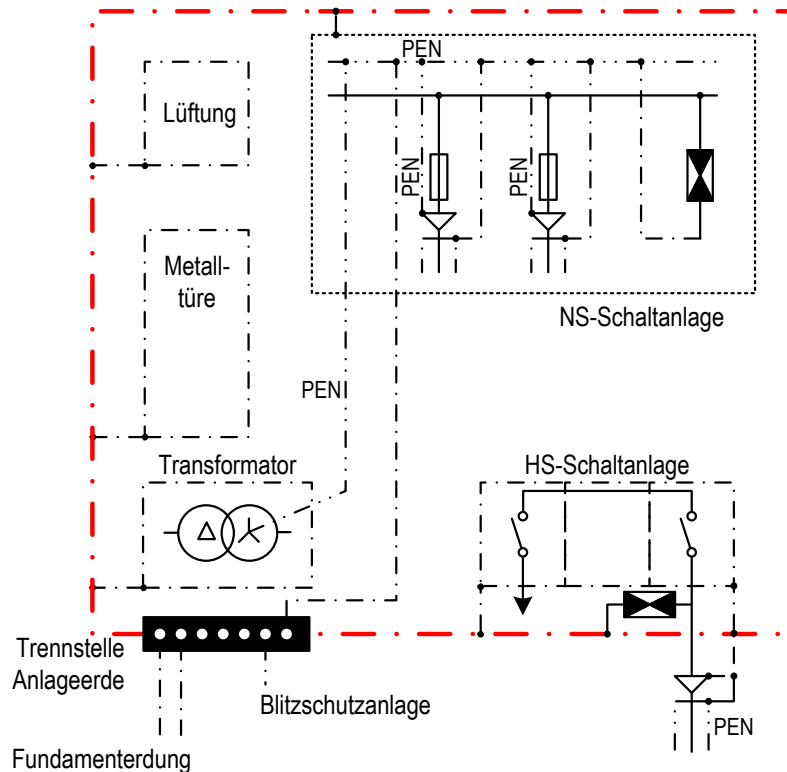 PEN
Lüftung
PEN
PEN
Metall-
türe
NS-Schaltanlage
PEN
Transformator
HS-Schaltanlage
Trennstelle
Anlageerde
Blitzschutzanlage
PEN
Fundamenterdung